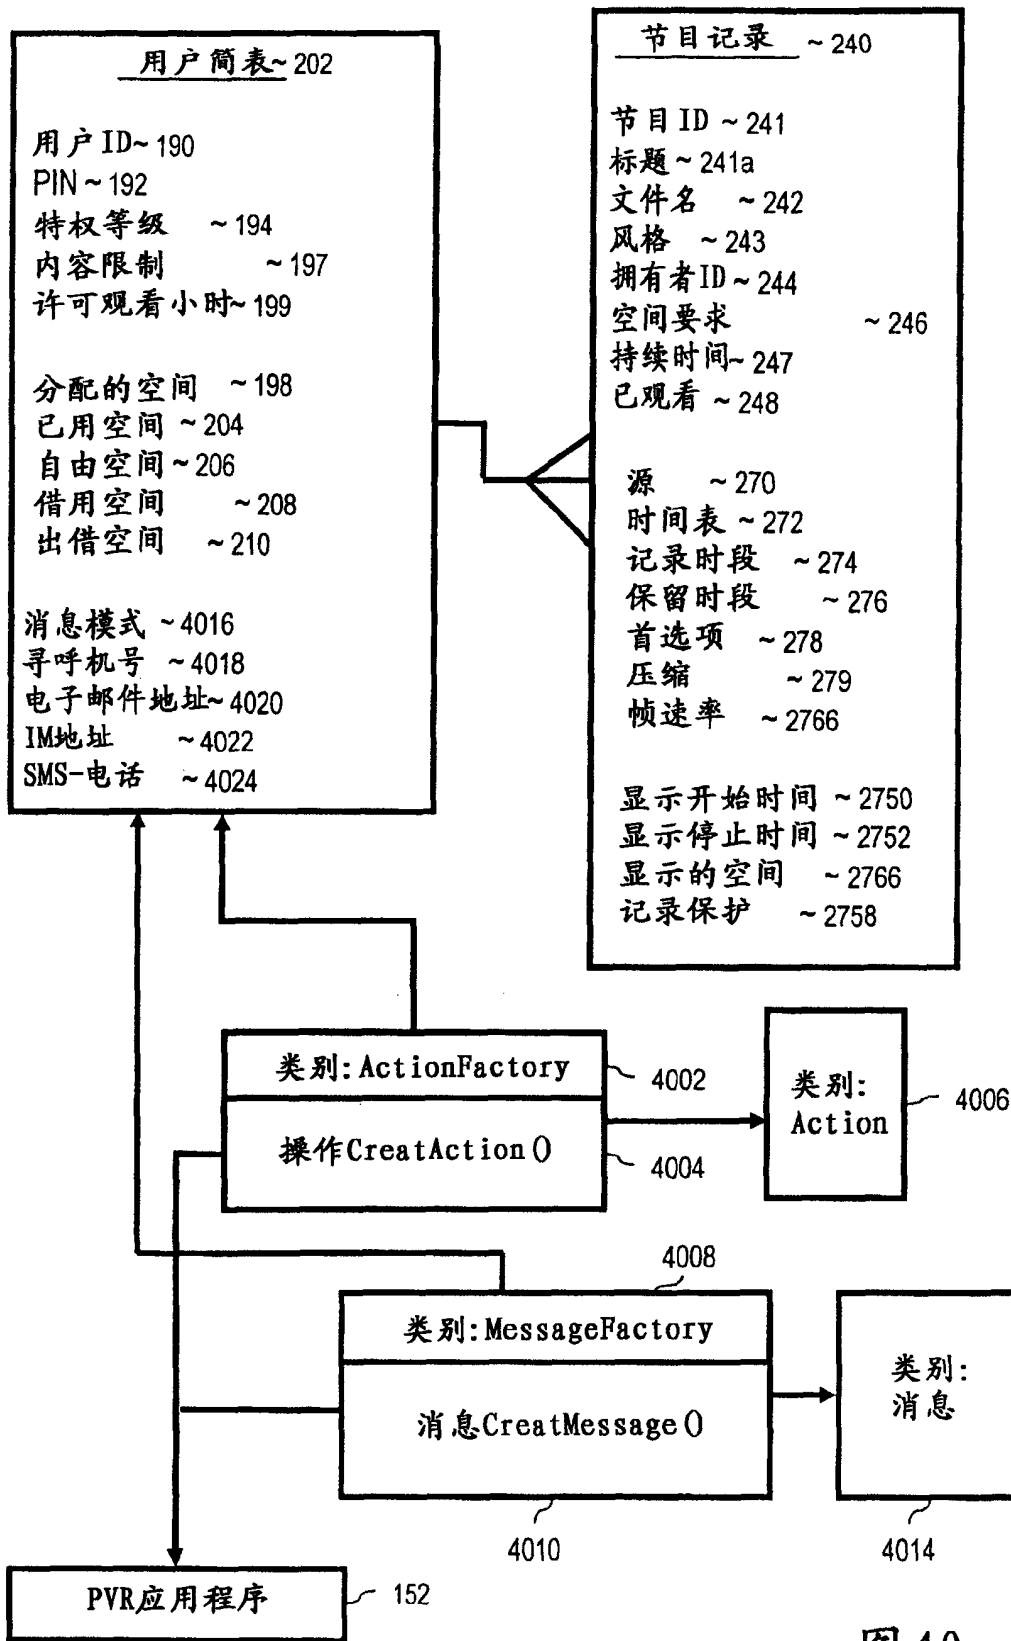 用户简表~202
用户ID~190
PIN~192
特权等级 ~194
内容限制 ~197
许可观看小时~199
分配的空间 ~198
已用空间 ~204
自由空间~206
借用空间 ~208
出借空间 ~210
消息模式 ~4016
寻呼机号 ~4018
电子邮件地址~4020
IM地址 ~4022
SMS-电话 ~4024
节目记录 ~240
节目ID ~241
标题~241a
文件名 ~242
风格 ~243
拥有者ID~244
空间要求 ~246
持续时间~247
已观看 ~248
源 ~270
时间表 ~272
记录时段 ~274
保留时段 ~276
首选项 ~278
压缩 ~279
帧速率 ~2766
显示开始时间 ~2750
显示停止时间 ~2752
显示的空间 ~2766
记录保护 ~2758
类别:ActionFactory
4002
操作CreatAction()
4004
类别:
Action
4006
4008
类别:MessageFactory
消息CreatMessage()
4010
类别:
消息
4014
PVR应用程序
152
图40